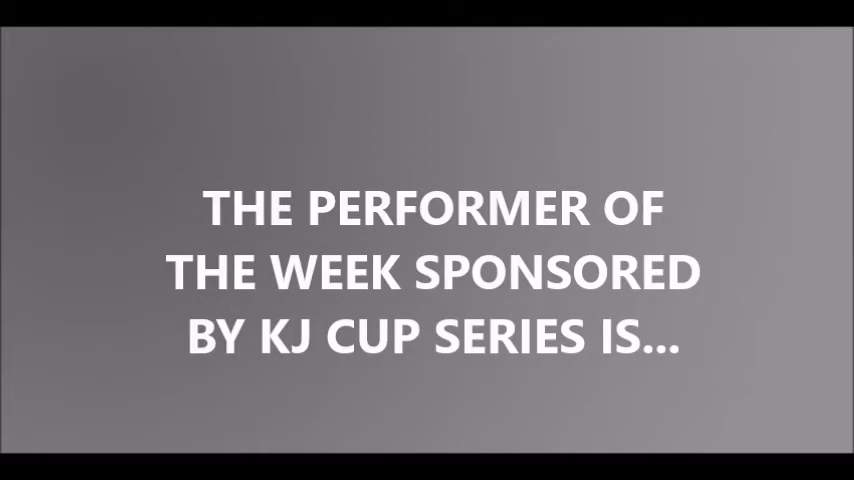 THE PERFORMER OF
THE WEEK SPONSORED
BY KJ CUP SERIES IS...